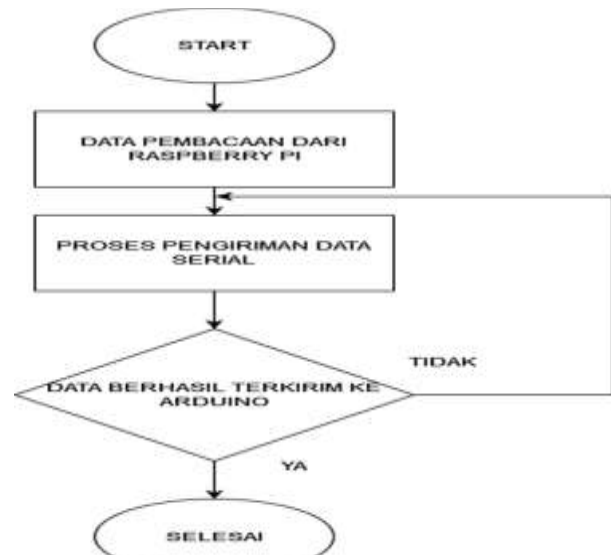 START
DATA PEMBACAAN DARI
RASPBERRY PI
PROSES PENGIRIMAN DATA
SERIAL
DATA BERHASIL TERKIRIM KE
ARDUINO
TIDAK
YA
SELESAI